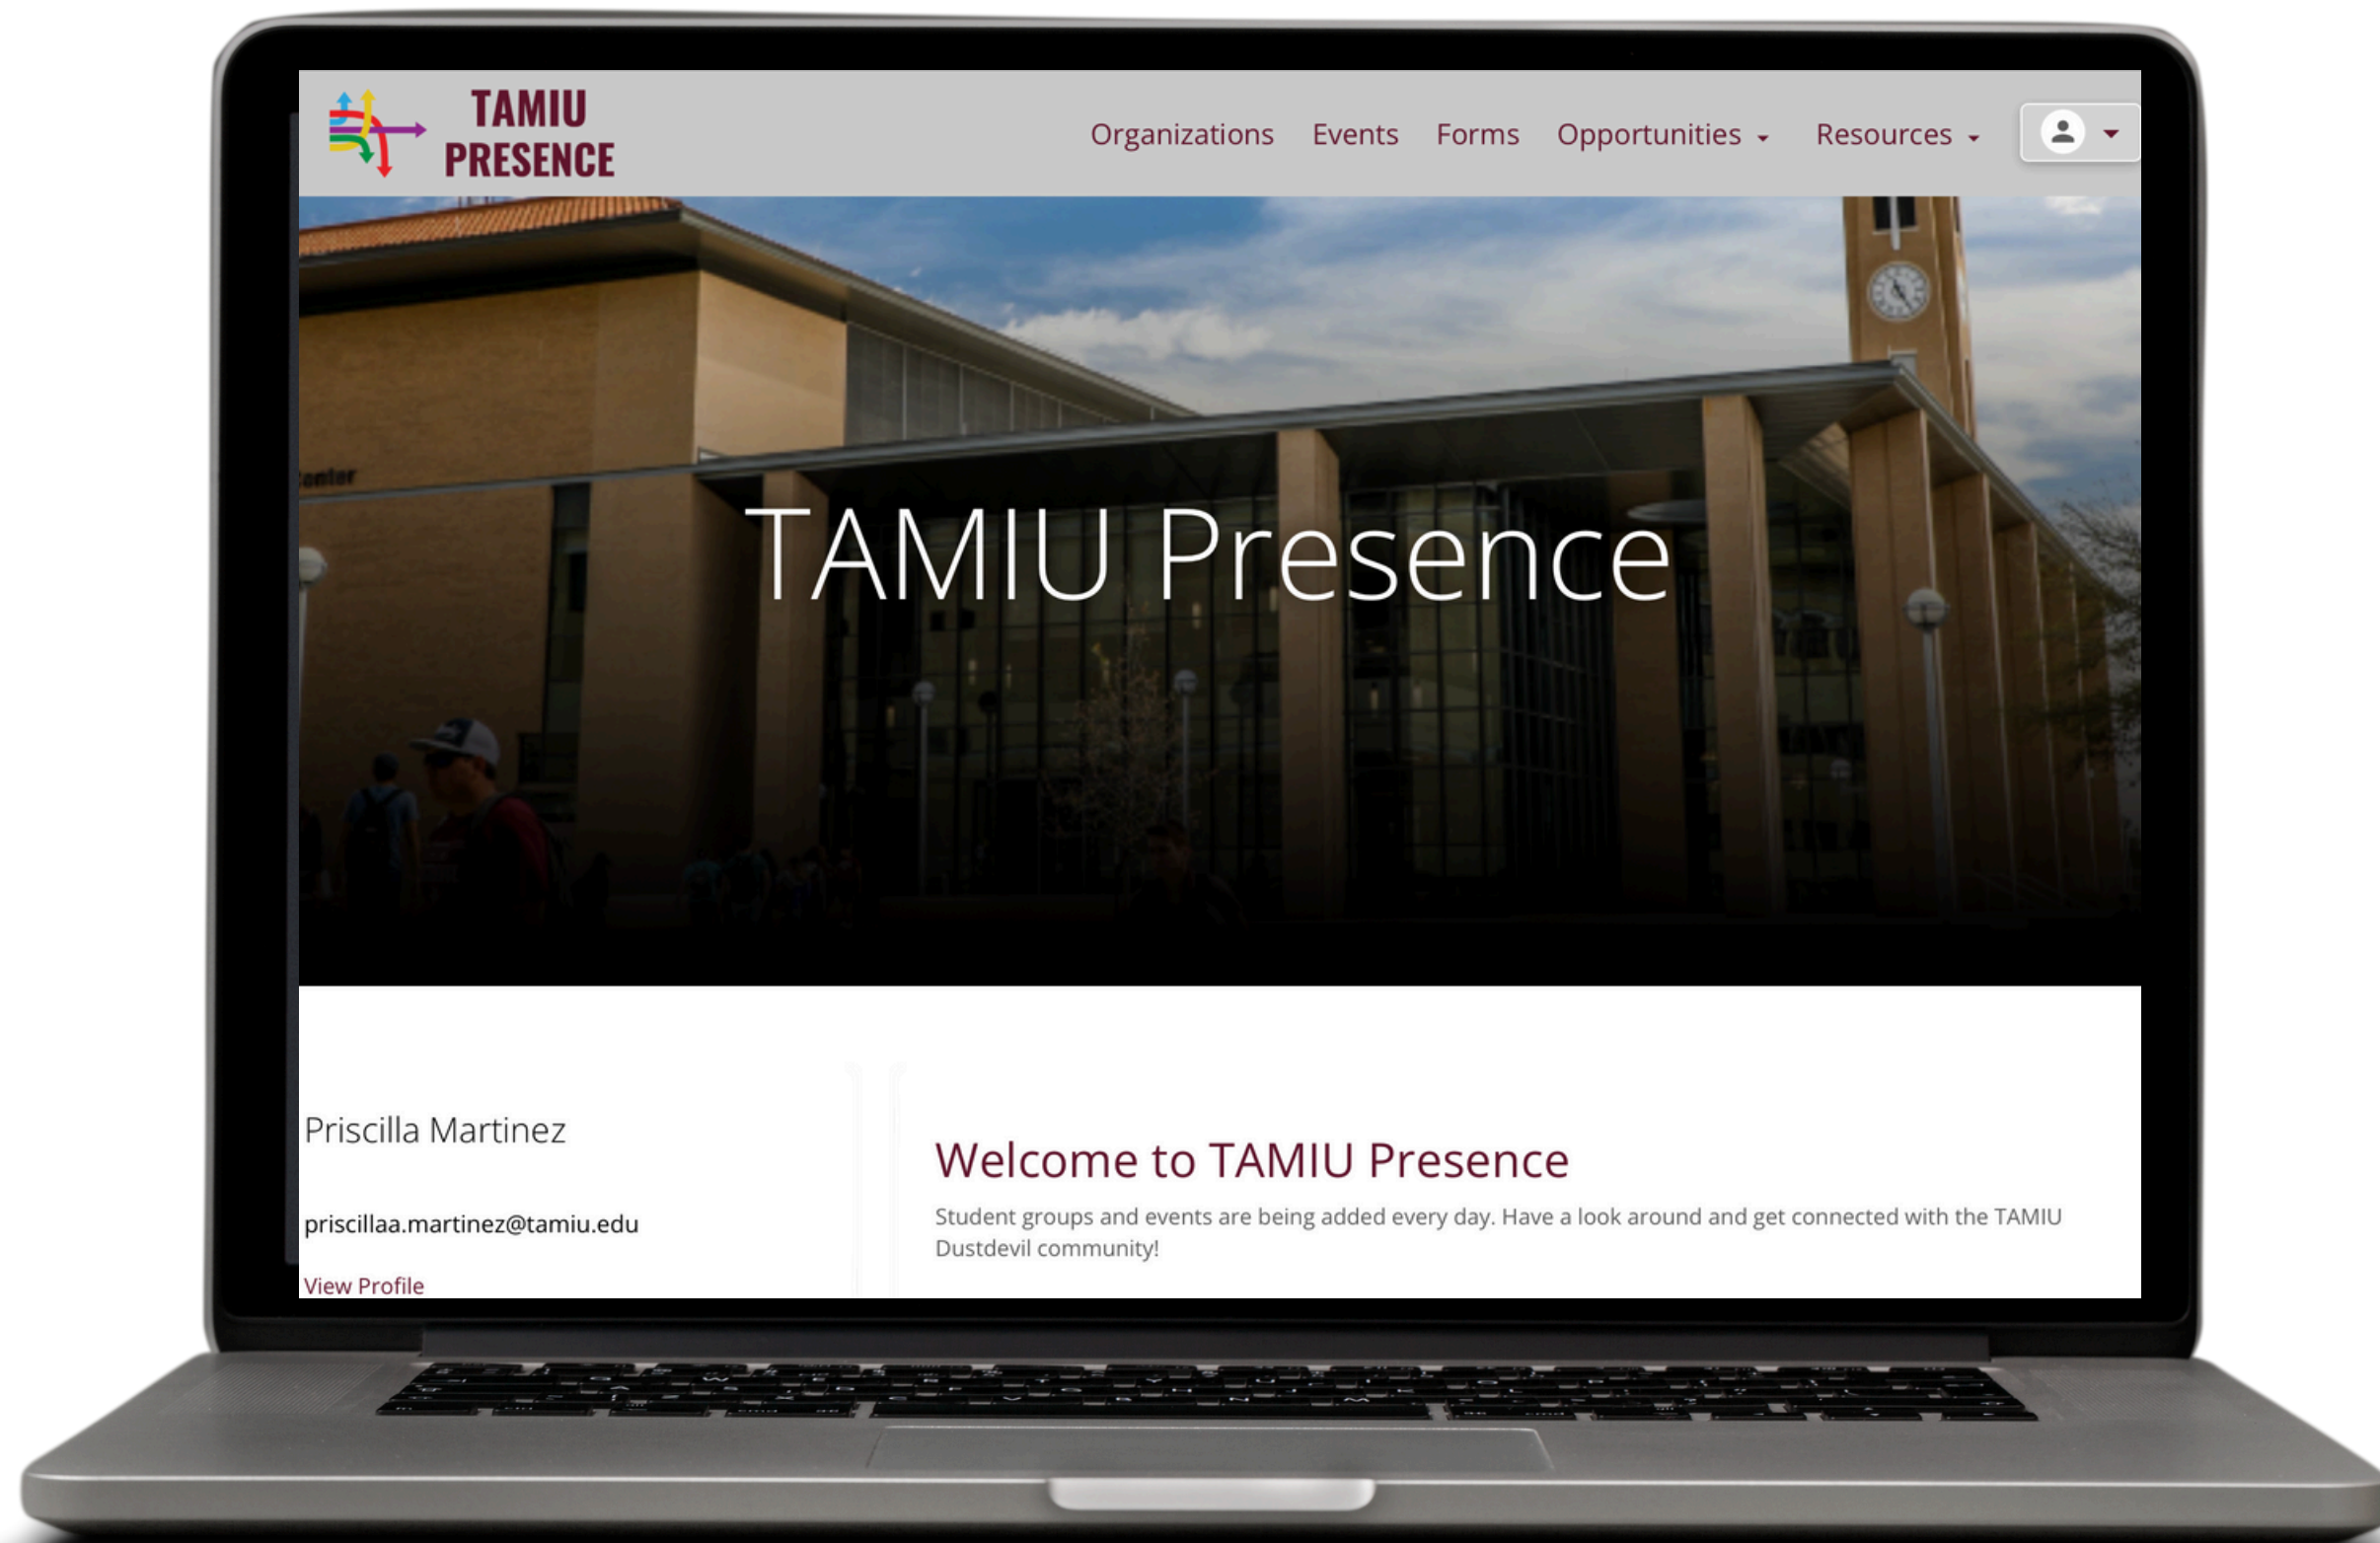 TAMIU
PRESENCE
Organizations Events Forms Opportunities Resources
enter
TAMIU Presence
Priscilla Martinez
priscillaa.martinez@tamiu.edu
View Profile
Welcome to TAMIU Presence
Student groups and events are being added every day. Have a look around and get connected with the TAMIU
Dustdevil community!